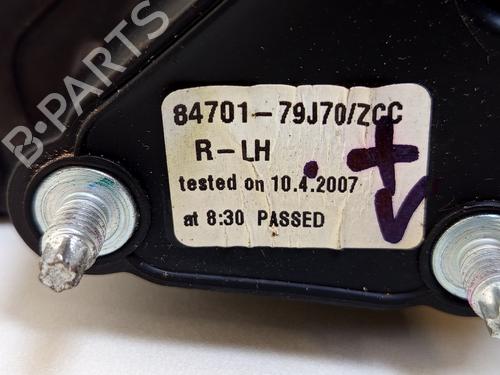 B-PARTS
84701-79J70/ZCC
R-LH
tested on 10.4.2007
at 8:30 PASSED